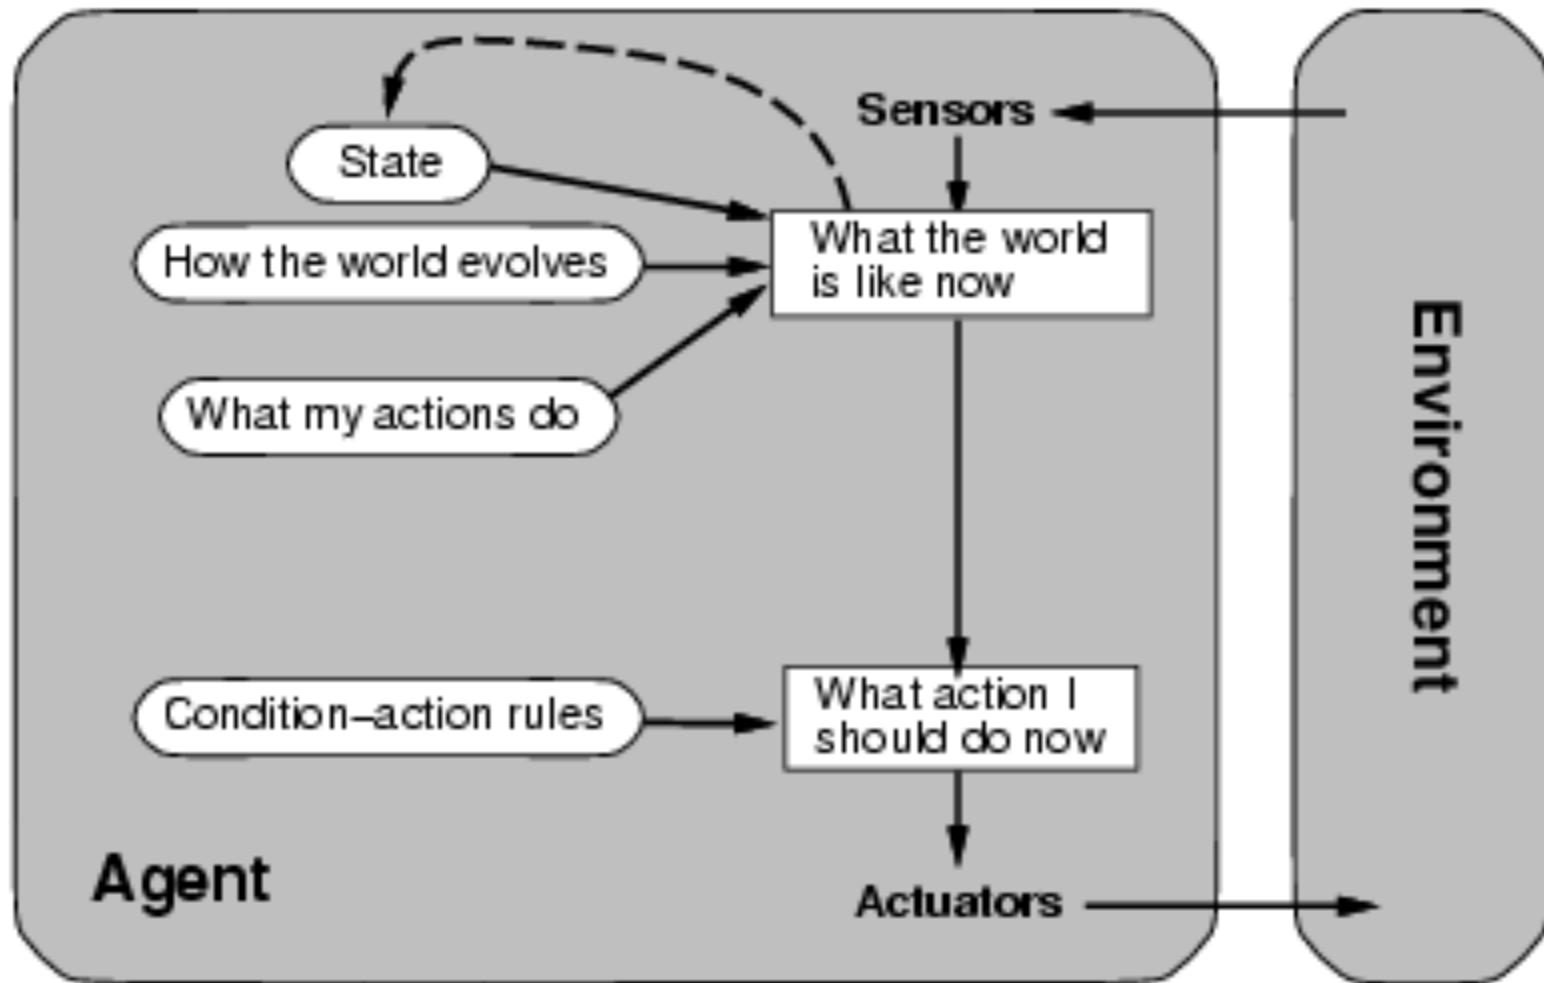 Sensors
State
What the world
is like now
How the world evolves
What my actions do
Environment
Condition–action rules
What action I
should do now
Agent
Actuators